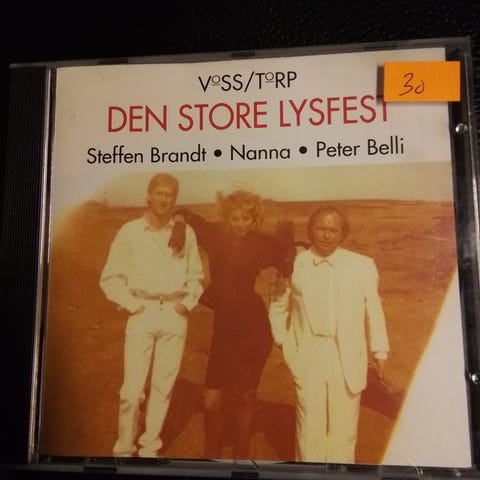 VoSS/ToRP
DEN STORE LYSFEST
30
Steffen Brandt • Nanna • Peter Belli